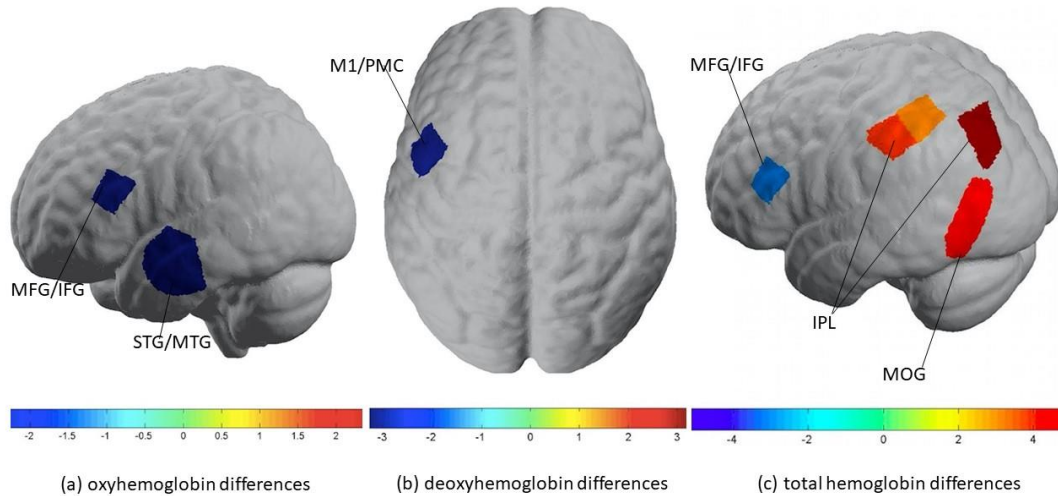 MFG/IFG
STG/MTG
-2 -1.5 -1 -0.5 0 0.5 1 1.5 2
(a) oxyhemoglobin differences
M1/PMC
-3 -2 -1 0 1 2 3
(b) deoxyhemoglobin differences
MFG/IFG
IPL
MOG
-4 -2 0 2 4
(c) total hemoglobin differences